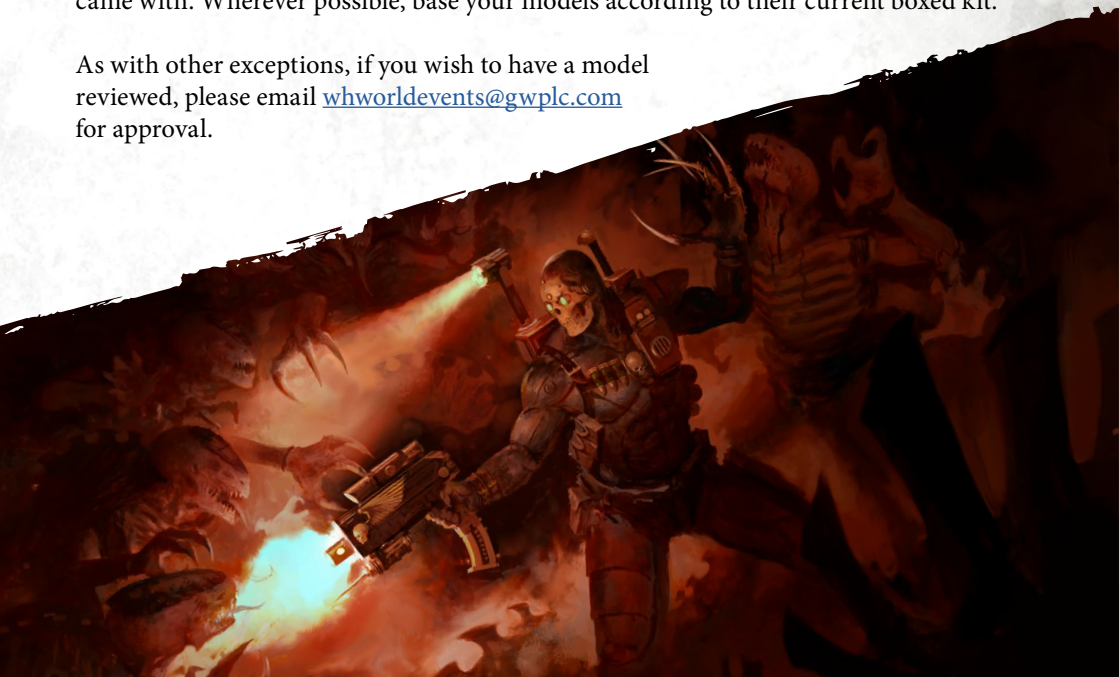 came with. Wherever possible, base your models according to their current boxed kit.
As with other exceptions, if you wish to have a model
reviewed, please email whworldevents@gwplc.com
for approval.